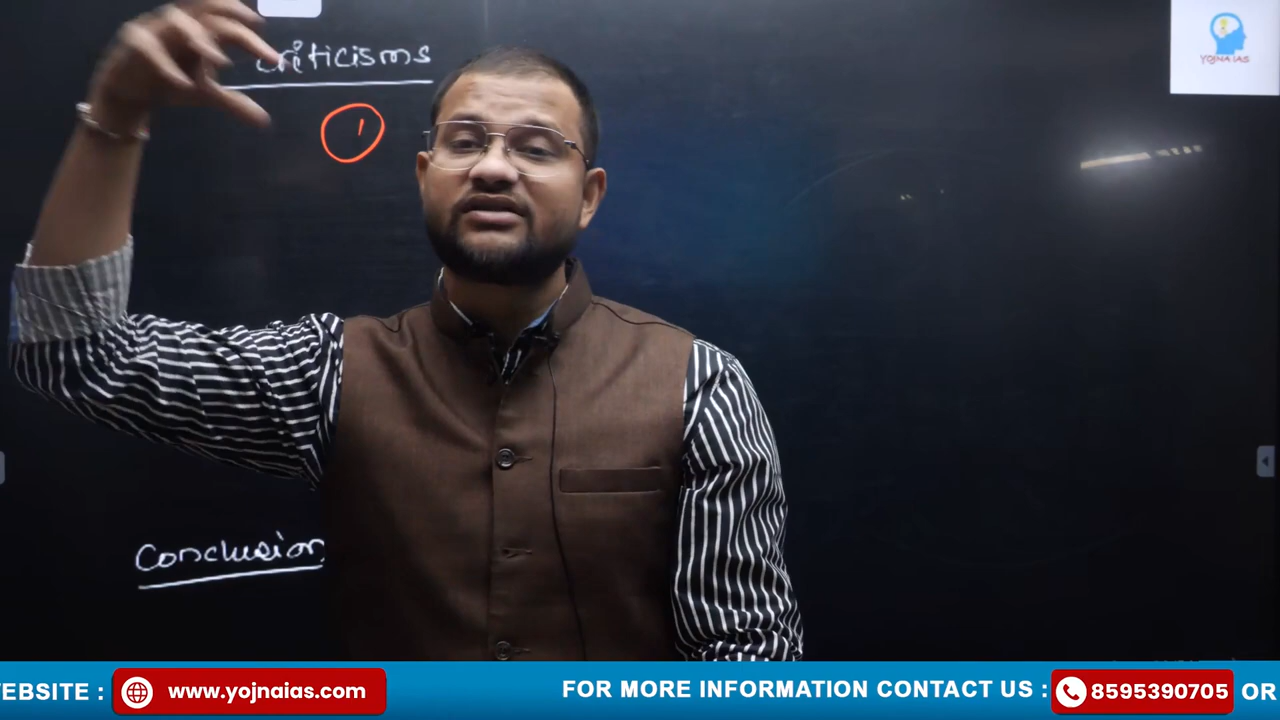 Criticisms
1
YOJNA IAS
Conclusion
EBSITE :
www.yojnaias.com
FOR MORE INFORMATION CONTACT US :
8595390705
OR